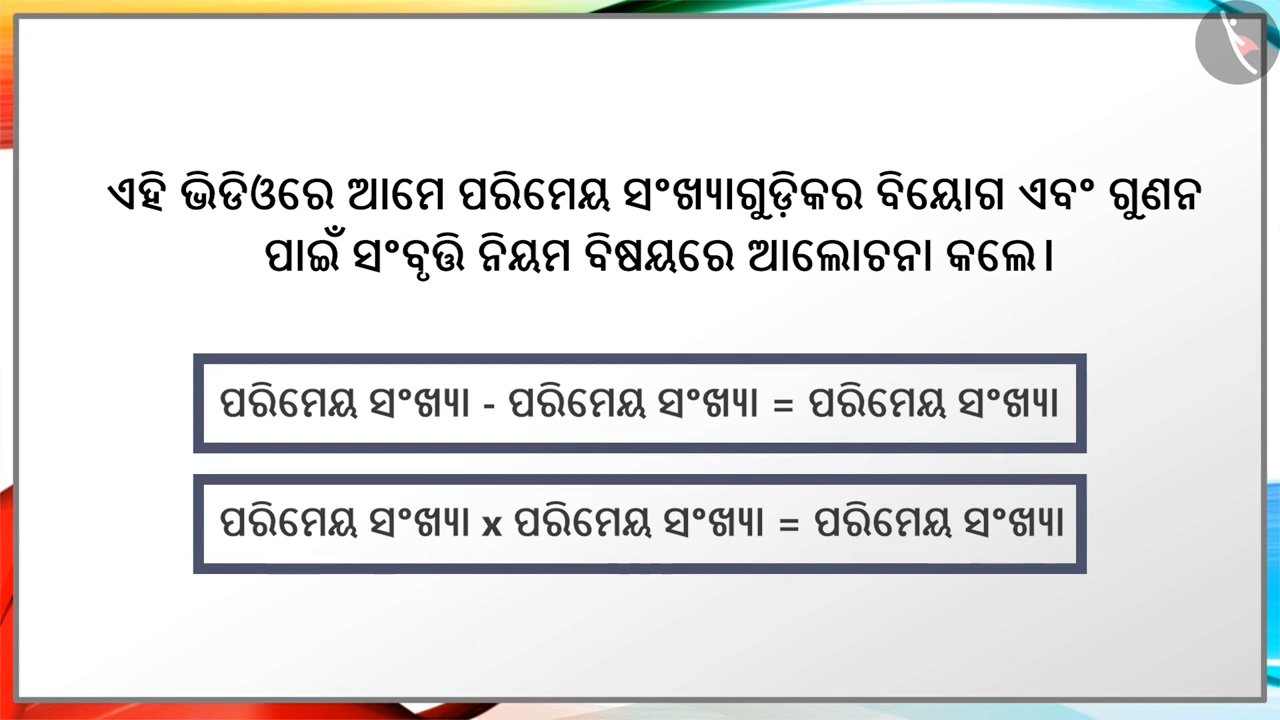 ଏହି ଭିଡିଓରେ ଆମେ ପରିମେୟ ସଂଖ୍ୟାଗୁଡ଼ିକର ବିୟୋଗ ଏବଂ ଗୁଣନ
ପାଇଁ ସଂବୃତ୍ତି ନିୟମ ବିଷୟରେ ଆଲୋଚନା କଲେ।
ପରିମେୟ ସଂଖ୍ୟା - ପରିମେୟ ସଂଖ୍ୟା = ପରିମେୟ ସଂଖ୍ୟା
ପରିମେୟ ସଂଖ୍ୟା x ପରିମେୟ ସଂଖ୍ୟା = ପରିମେୟ ସଂଖ୍ୟା